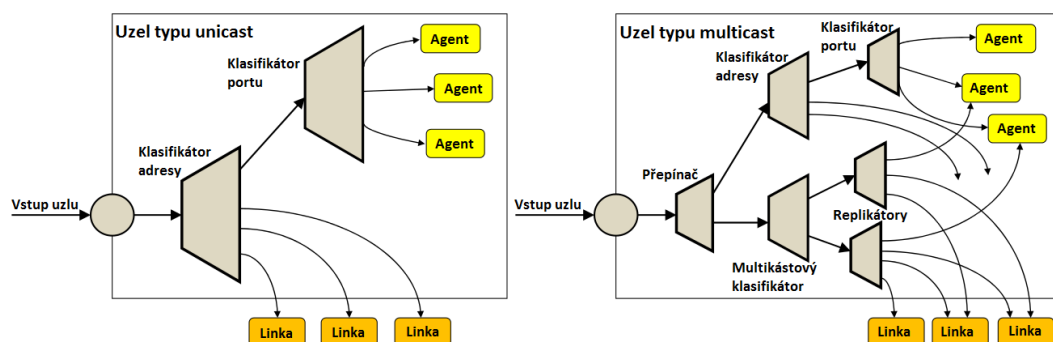 Uzel typu unicast
Klasifikátor
portu
Agent
Agent
Agent
Klasifikátor
adresy
Vstup uzlu
Linka
Linka
Linka
Uzel typu multicast
Klasifikátor
portu
Klasifikátor
adresy
Agent
Agent
Agent
Přepínač
Vstup uzlu
Replikátory
Multikástový
klasifikátor
Linka
Linka
Linka